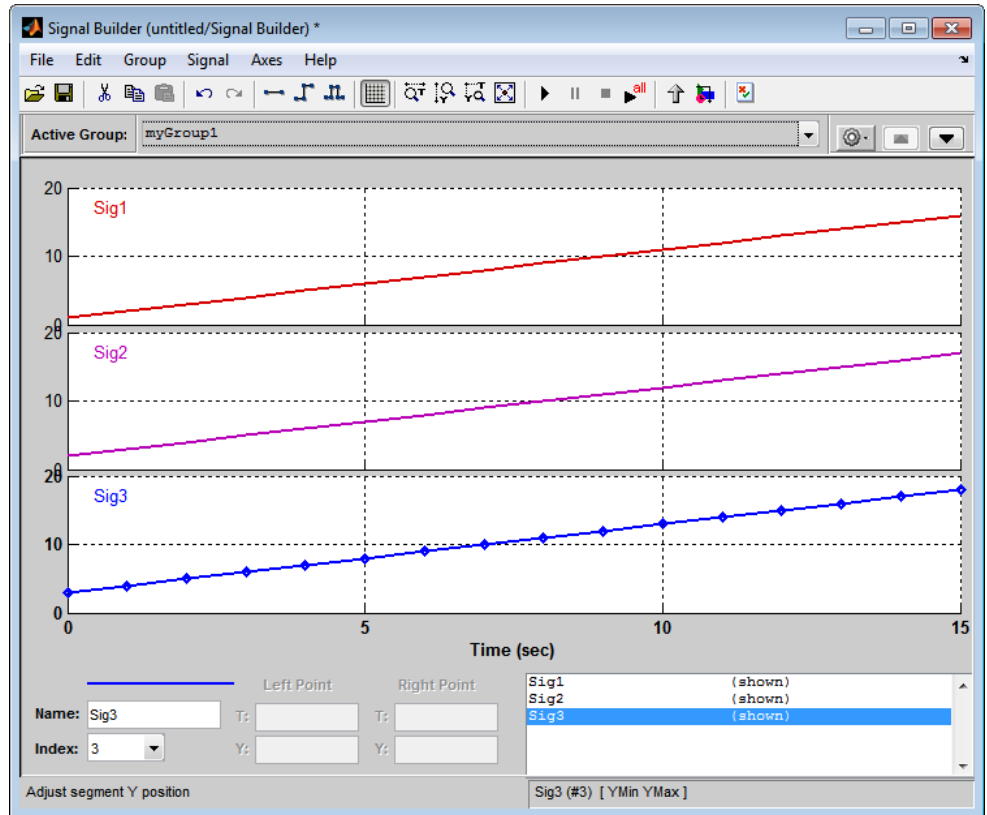 Signal Builder (untitled/Signal Builder) *
File Edit Group Signal Axes Help
all
Active Group: myGroup1
20
Sig1
10
0
20
Sig2
10
0
20
Sig3
10
0
0 5 10 15
Time (sec)
Left Point Right Point
Name: Sig3 T: T:
Index: 3 Y: Y:
Sig1 (shown)
Sig2 (shown)
Sig3 (shown)
Adjust segment Y position
Sig3 (#3) [ YMin YMax ]